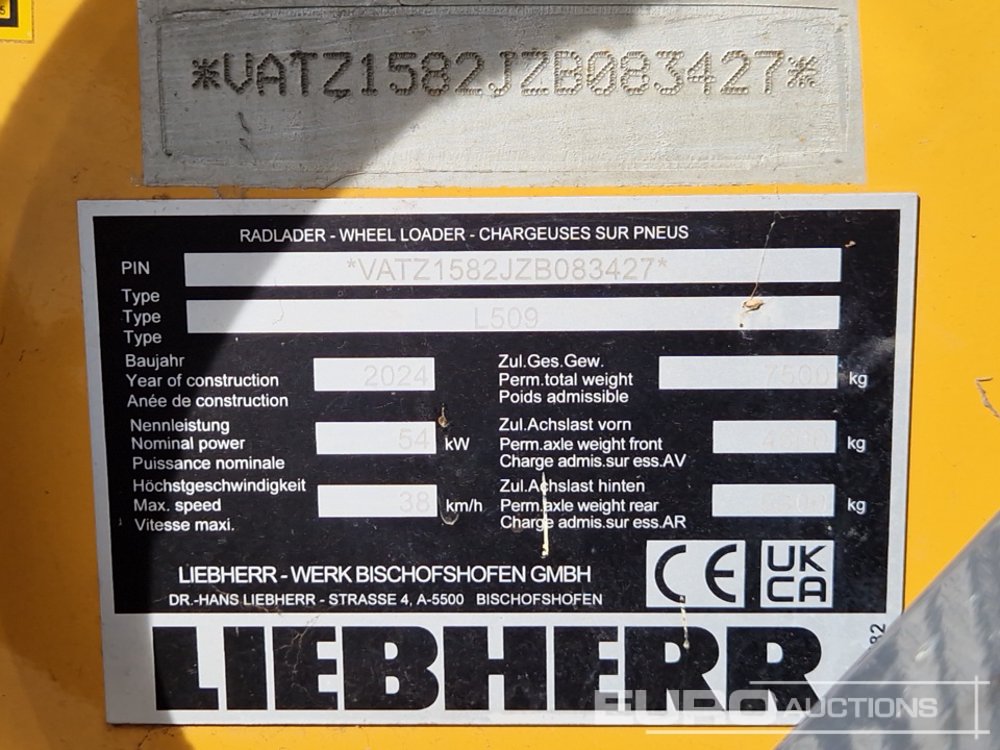 *VATZ1582JZB083427*
RADLADER - WHEEL LOADER - CHARGEUSES SUR PNEUS
PIN *VATZ1582JZB083427*
Type
Type L509
Type
Baujahr
Year of construction 2024
Anée de construction
Nennleistung
Nominal power 54 kW
Puissance nominale
Höchstgeschwindigkeit
Max. speed 38 km/h
Vitesse maxi.
Zul.Ges.Gew.
Perm.total weight 7500 kg
Poids admissible
Zul.Achslast vorn
Perm.axle weight front kg
Charge admis.sur ess.AV
Zul.Achslast hinten
Perm.axle weight rear kg
Charge admis.sur ess.AR
LIEBHERR - WERK BISCHOFSHOFEN GMBH
DR.-HANS LIEBHERR - STRASSE 4, A-5500 BISCHOFSHOFEN
CE
UK
CA
LIEBHERR
82
EURO AUCTIONS